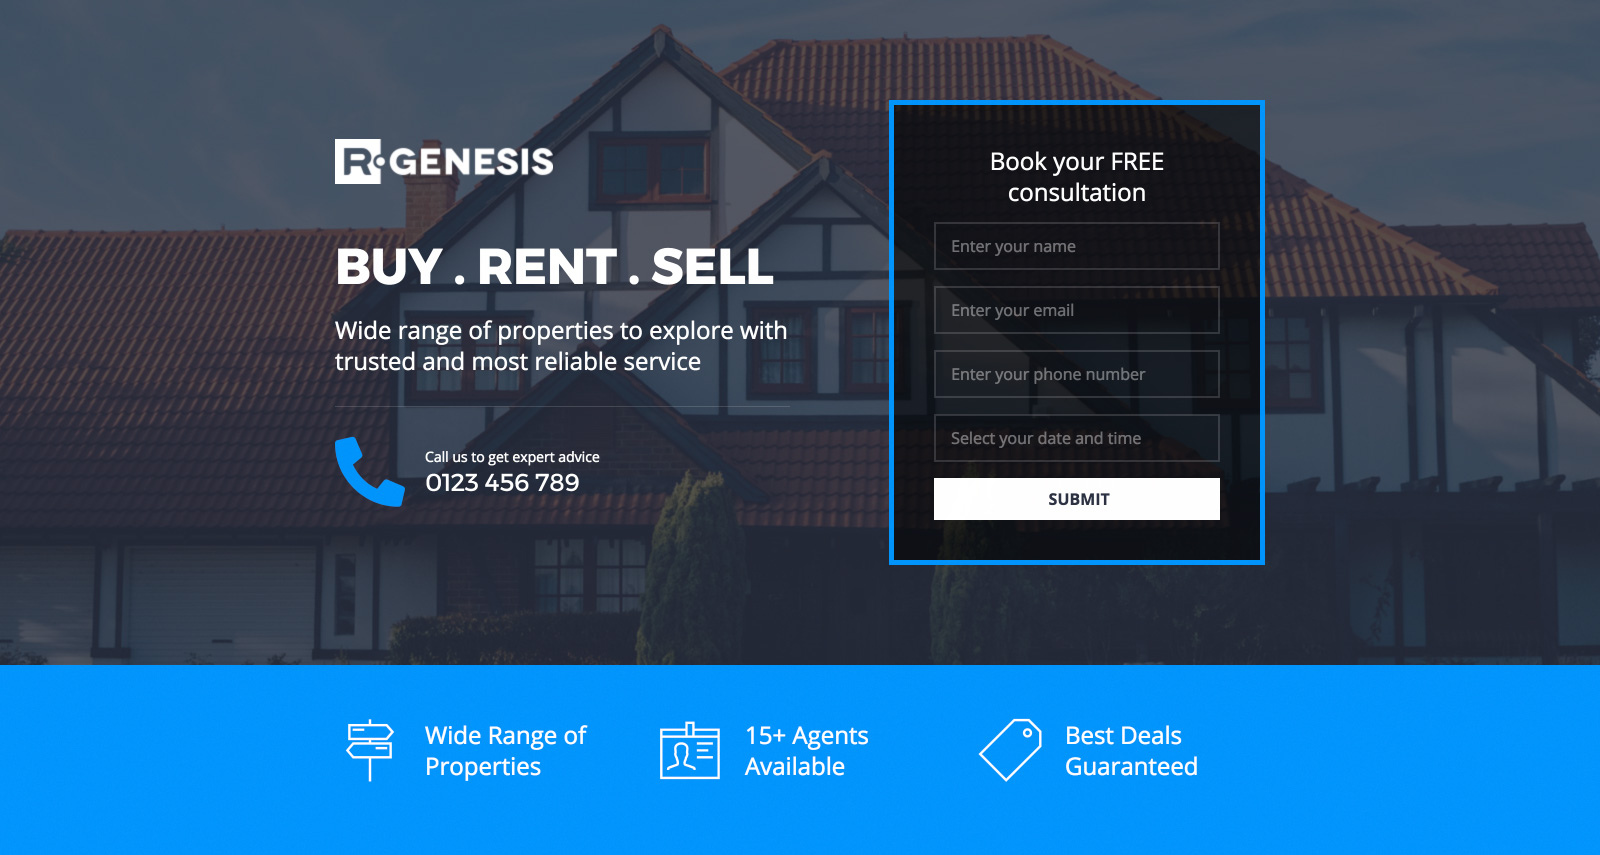 R·GENESIS
BUY . RENT . SELL
Wide range of properties to explore with
trusted and most reliable service
Call us to get expert advice
0123 456 789
Book your FREE
consultation
Enter your name
Enter your email
Enter your phone number
Select your date and time
SUBMIT
Wide Range of
Properties
15+ Agents
Available
Best Deals
Guaranteed